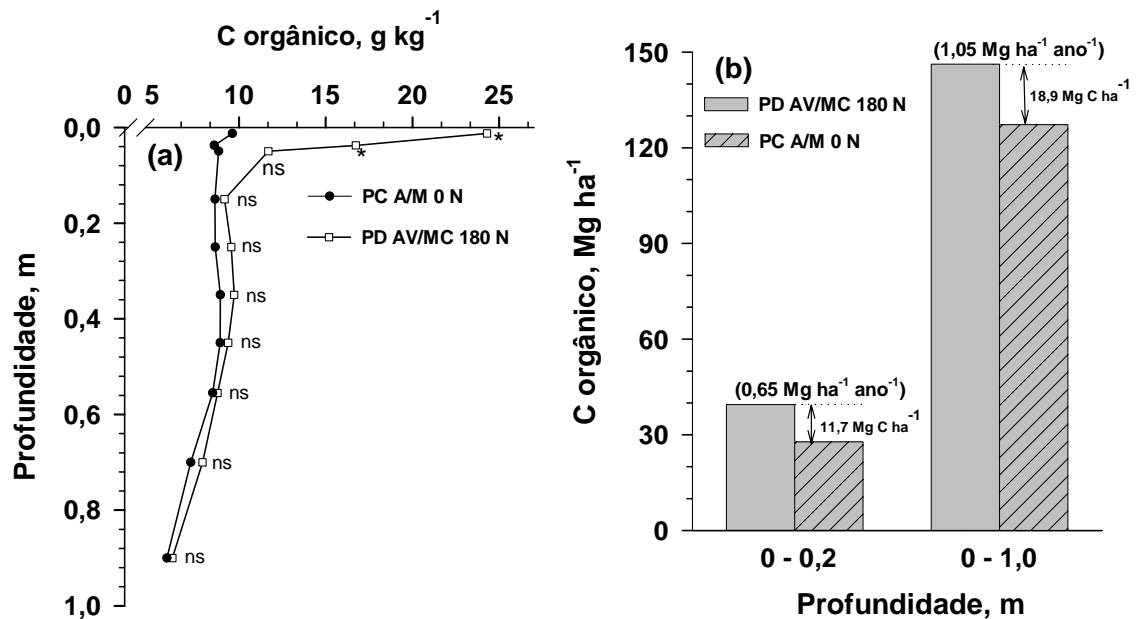 C orgânico, g kg⁻¹
0 5 10 15 20 25
0,0
0,2
0,4
0,6
0,8
1,0
Profundidade, m
(a)
*
*
ns
ns
ns
ns
ns
ns
ns
ns
PC A/M 0 N
PD AV/MC 180 N
(b)
PD AV/MC 180 N
PC A/M 0 N
C orgânico, Mg ha⁻¹
150
120
90
60
30
0
(1,05 Mg ha⁻¹ ano⁻¹)
18,9 Mg C ha⁻¹
(0,65 Mg ha⁻¹ ano⁻¹)
11,7 Mg C ha⁻¹
0 - 0,2 0 - 1,0
Profundidade, m